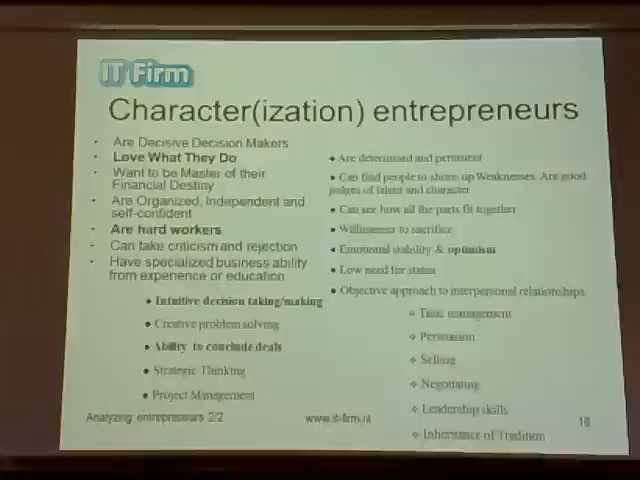 IT Firm
Character(ization) entrepreneurs
• Are Decisive Decision Makers
• Love What They Do
• Want to be Master of their
Financial Destiny
• Are Organized, Independent and
self-confident
• Are hard workers
• Can take criticism and rejection
• Have specialized business ability
from experience or education
● Intuitive decision taking/making
● Creative problem solving
● Ability to conclude deals
● Strategic Thinking
● Project Management
● Are determined and persistent
● Can find people to shore-up Weaknesses. Are good
judges of talent and character
● Can see how all the parts fit together
● Willingness to sacrifice
● Emotional stability & optimism
● Low need for status
● Objective approach to interpersonal relationships
❖ Time management
❖ Persuasion
❖ Selling
❖ Negotiating
❖ Leadership skills
❖ Inheritance of Tradition
Analyzing entrepreneurs 2/2
www.it-firm.nl
18